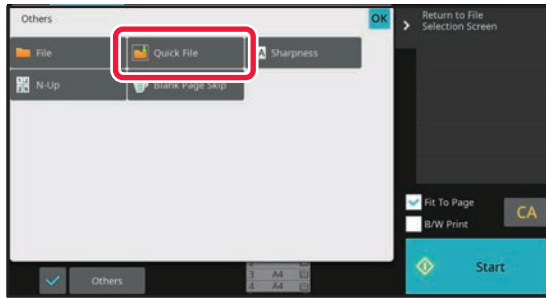 Others
OK
File
Quick File
Sharpness
N-Up
Blank Page Skip
Return to File
Selection Screen
Fit To Page
B/W Print
CA
Start
Others
3 A4
4 A4